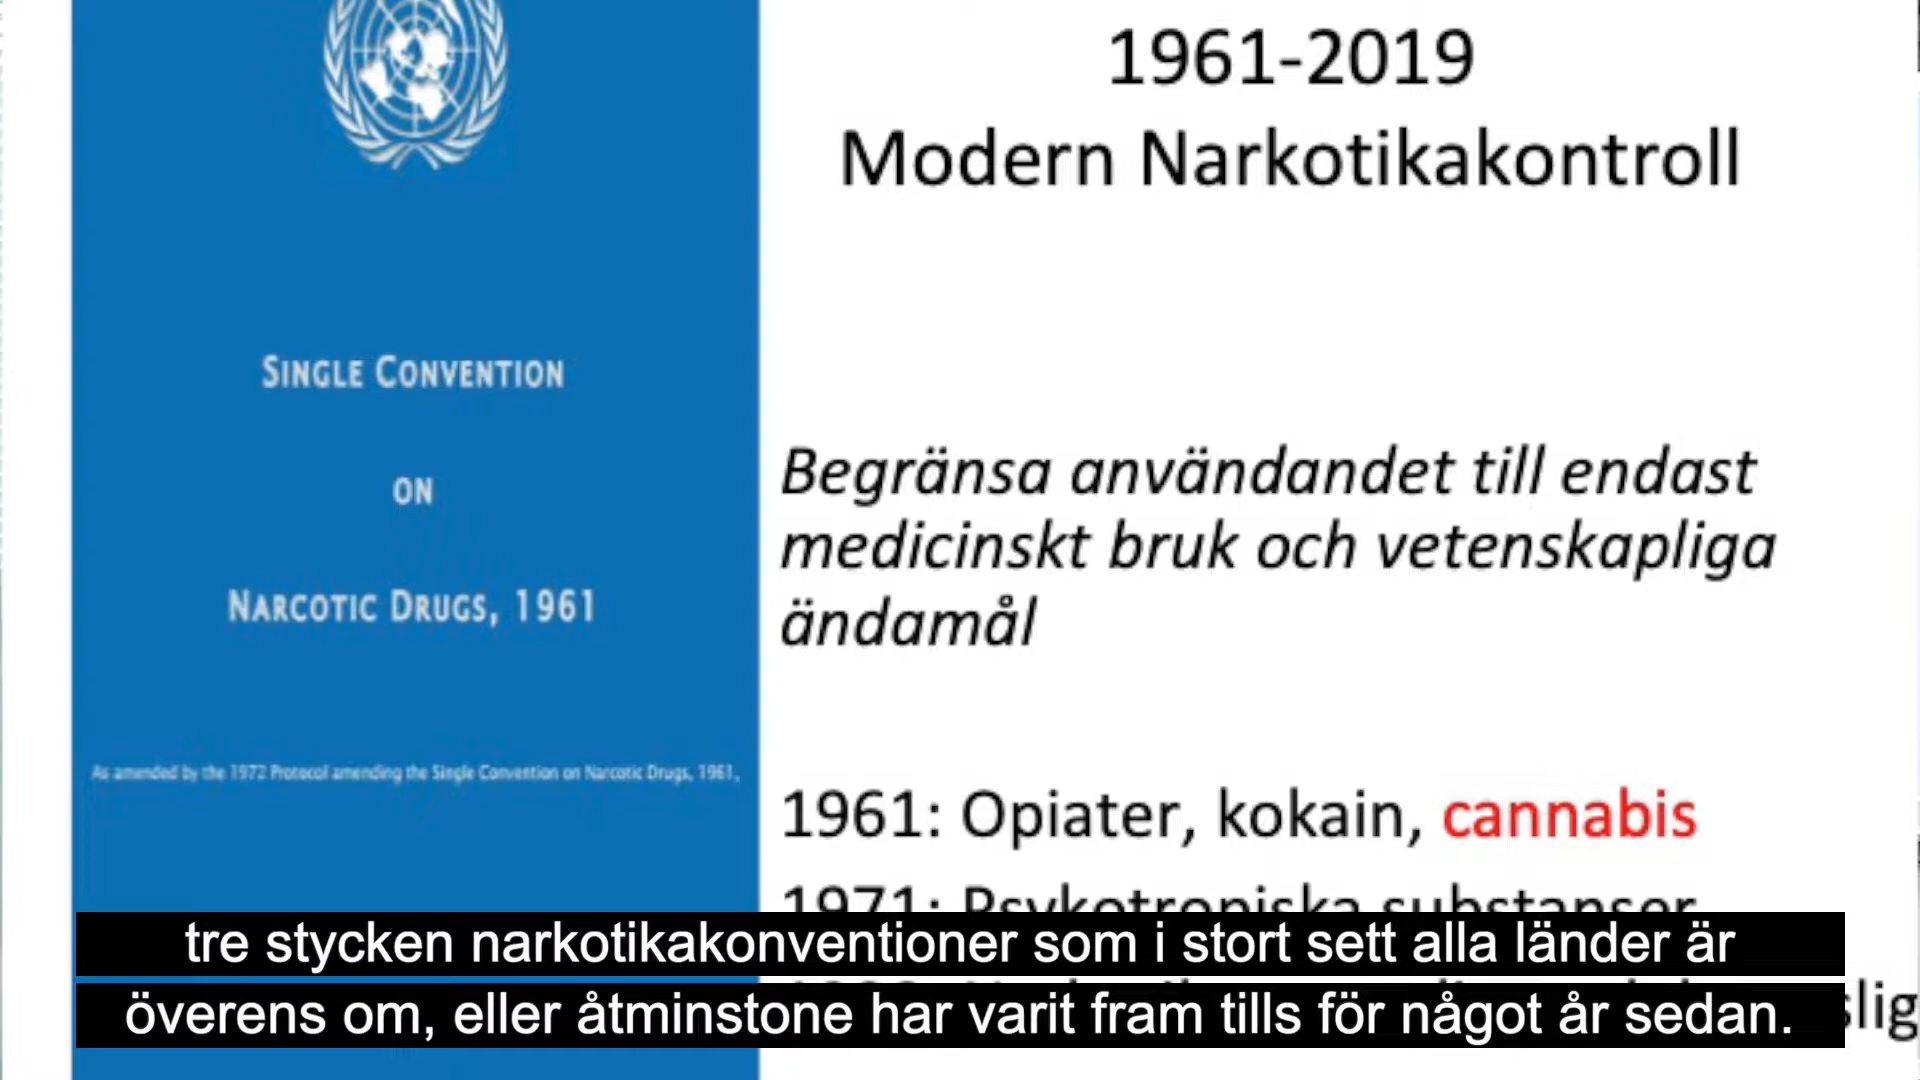 SINGLE CONVENTION
ON
NARCOTIC DRUGS, 1961
As amended by the 1972 Protocol amending the Single Convention on Narcotic Drugs, 1961,
1961-2019
Modern Narkotikakontroll
Begränsa användandet till endast
medicinskt bruk och vetenskapliga
ändamål
1961: Opiater, kokain, cannabis
1971: Psykotropiska substanser
tre stycken narkotikakonventioner som i stort sett alla länder är
överens om, eller åtminstone har varit fram tills för något år sedan.